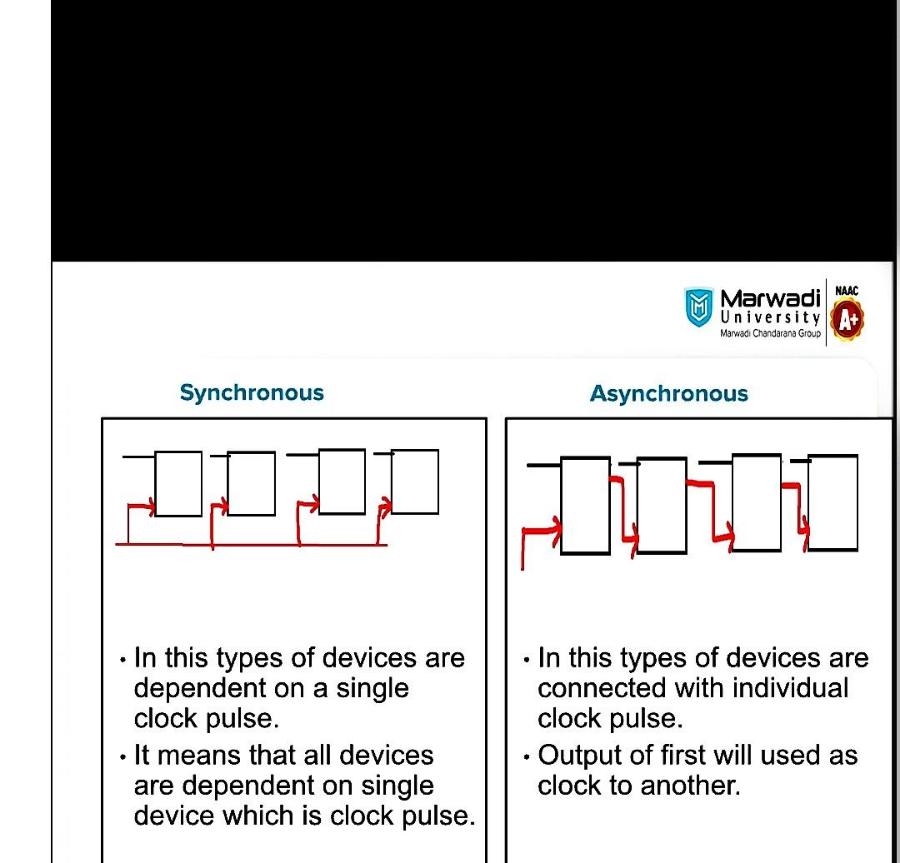 Marwadi
University
Marwadi Chandarana Group
NAAC
A+
Synchronous
Asynchronous
• In this types of devices are
dependent on a single
clock pulse.
• It means that all devices
are dependent on single
device which is clock pulse.
• In this types of devices are
connected with individual
clock pulse.
• Output of first will used as
clock to another.